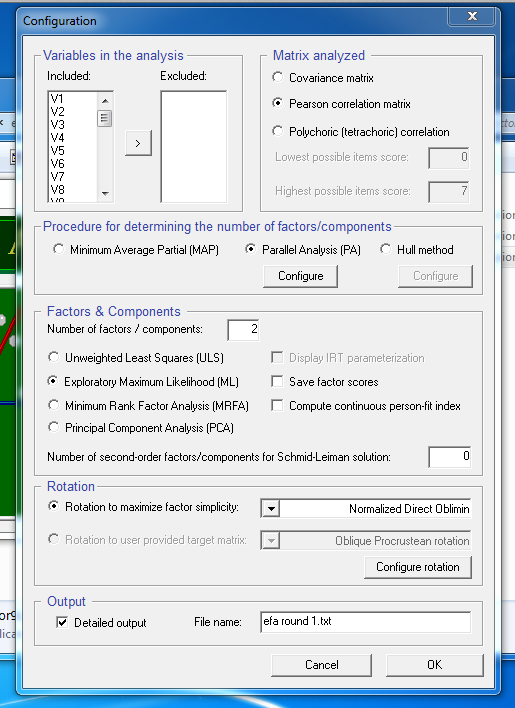 Configuration
Variables in the analysis
Included:
Excluded:
V1
V2
V3
V4
V5
V6
V7
V8
>
Matrix analyzed
Covariance matrix
Pearson correlation matrix
Polychoric (tetrachoric) correlation
Lowest possible items score: 0
Highest possible items score: 7
Procedure for determining the number of factors/components
Minimum Average Partial (MAP) Parallel Analysis (PA) Hull method
Configure Configure
Factors & Components
Number of factors / components: 2
Unweighted Least Squares (ULS)
Exploratory Maximum Likelihood (ML)
Minimum Rank Factor Analysis (MRFA)
Principal Component Analysis (PCA)
Display IRT parameterization
Save factor scores
Compute continuous person-fit index
Number of second-order factors/components for Schmid-Leiman solution: 0
Rotation
Rotation to maximize factor simplicity: Normalized Direct Oblimin
Rotation to user provided target matrix: Oblique Procrustean rotation
Configure rotation
Output
Detailed output File name: efa round 1.txt
Cancel OK